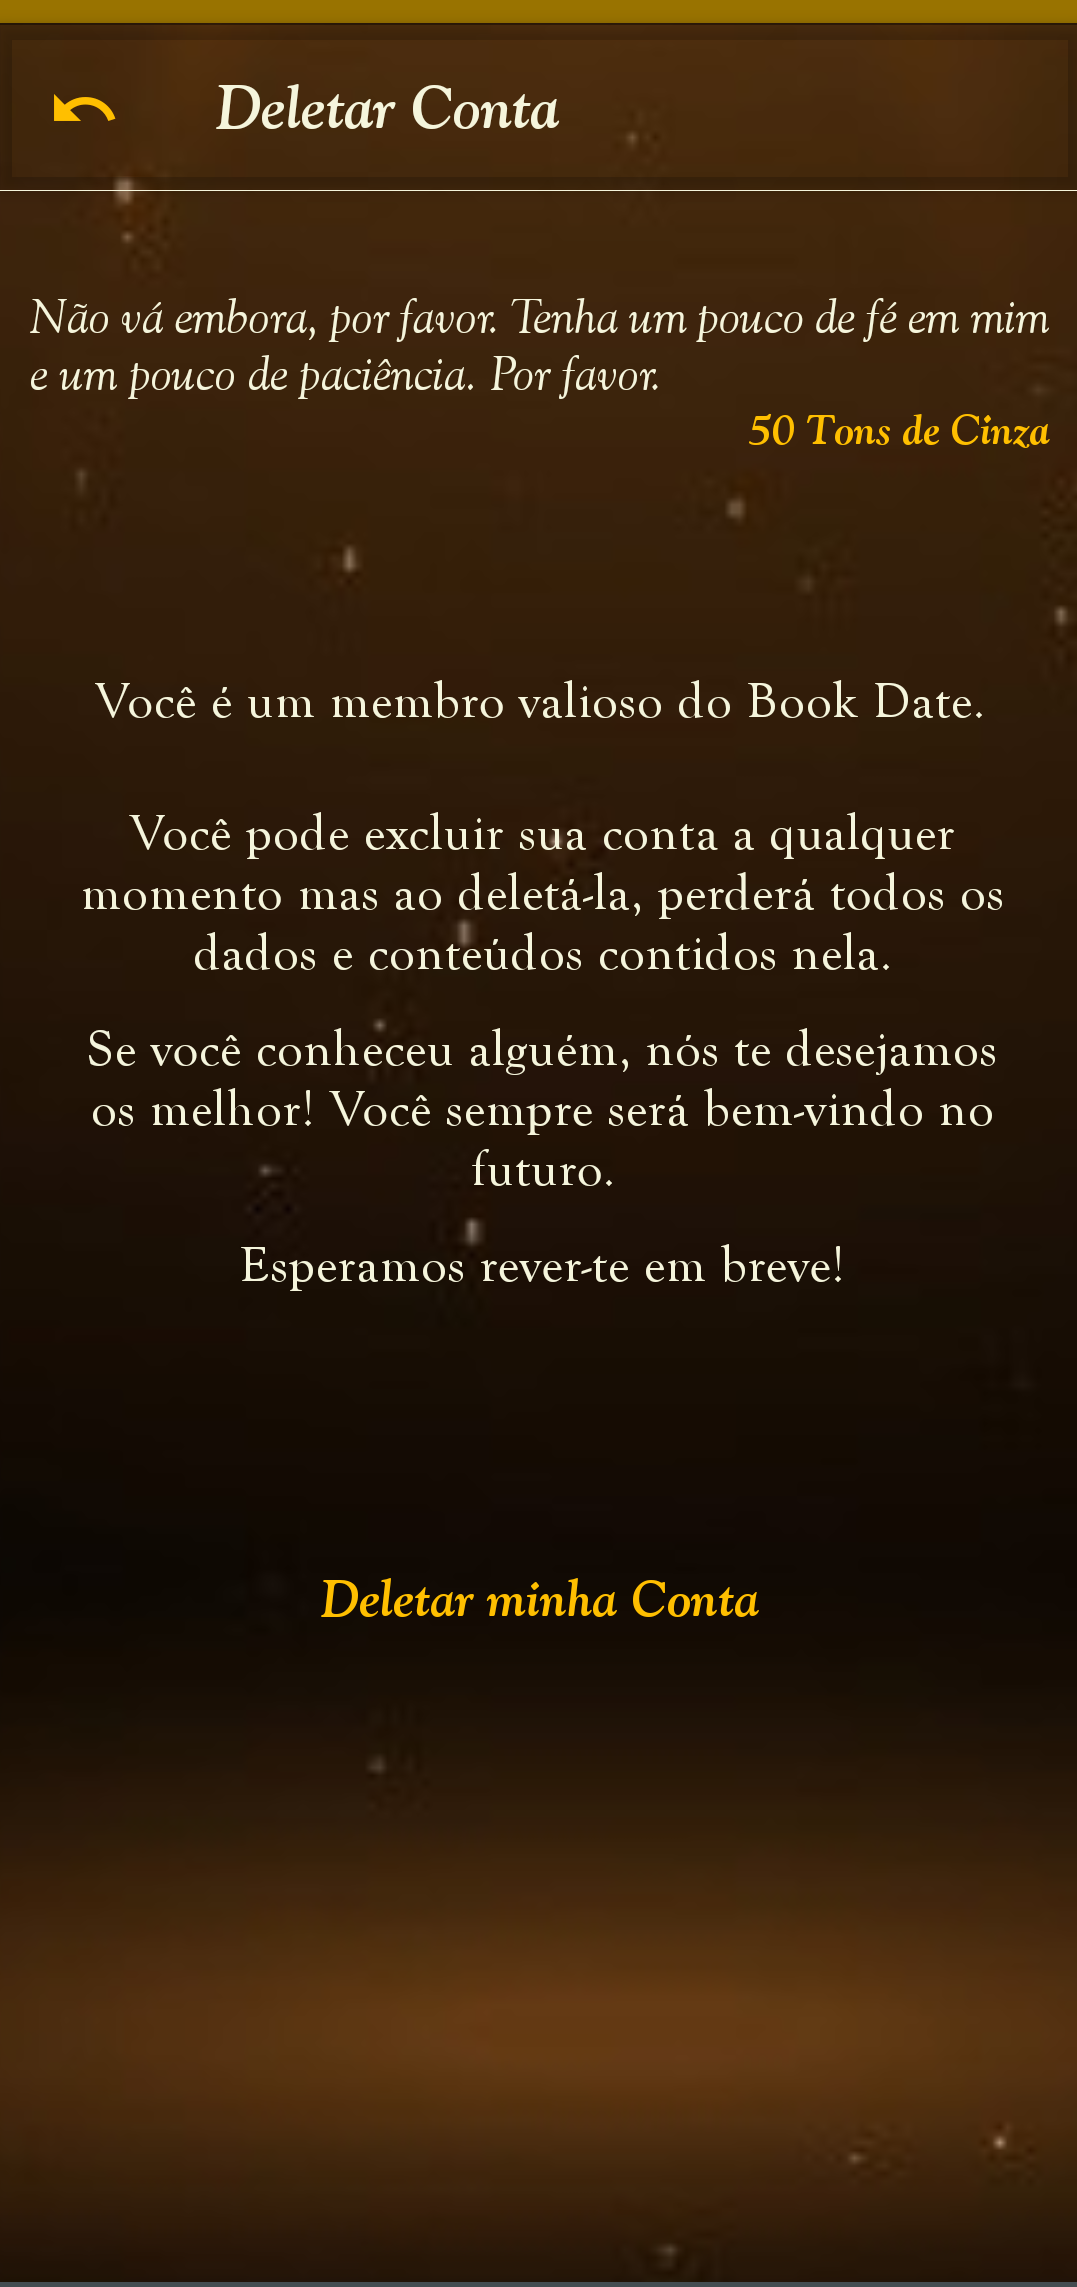 Deletar Conta
Não vá embora, por favor. Tenha um pouco de fé em mim
e um pouco de paciência. Por favor.
50 Tons de Cinza
Você é um membro valioso do Book Date.
Você pode excluir sua conta a qualquer
momento mas ao deletá-la, perderá todos os
dados e conteúdos contidos nela.
Se você conheceu alguém, nós te desejamos
os melhor! Você sempre será bem-vindo no
futuro.
Esperamos rever-te em breve!
Deletar minha Conta